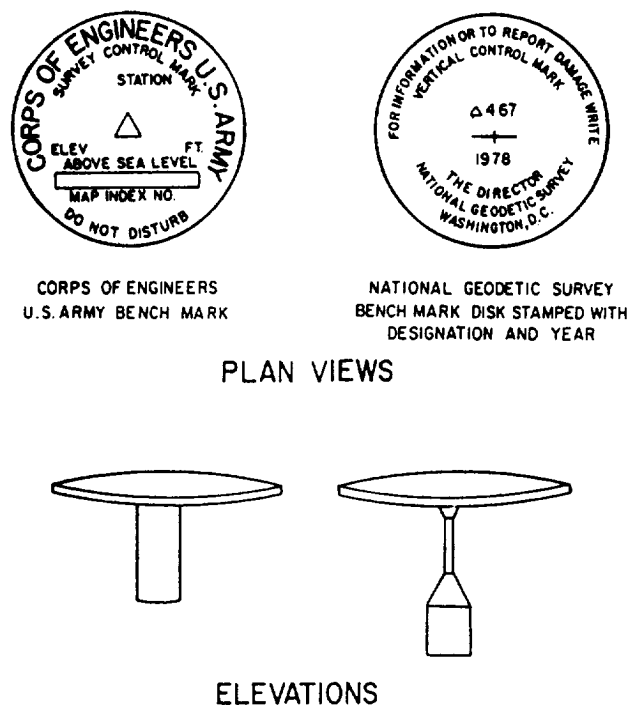 CORPS OF ENGINEERS U.S. ARMY
SURVEY CONTROL MARK
STATION
ELEV FT.
ABOVE SEA LEVEL
MAP INDEX NO.
DO NOT DISTURB
FOR INFORMATION OR TO REPORT DAMAGE WRITE
VERTICAL CONTROL MARK
△467
1978
THE DIRECTOR
NATIONAL GEODETIC SURVEY
WASHINGTON, D.C.
CORPS OF ENGINEERS
U.S. ARMY BENCH MARK
NATIONAL GEODETIC SURVEY
BENCH MARK DISK STAMPED WITH
DESIGNATION AND YEAR
PLAN VIEWS
ELEVATIONS